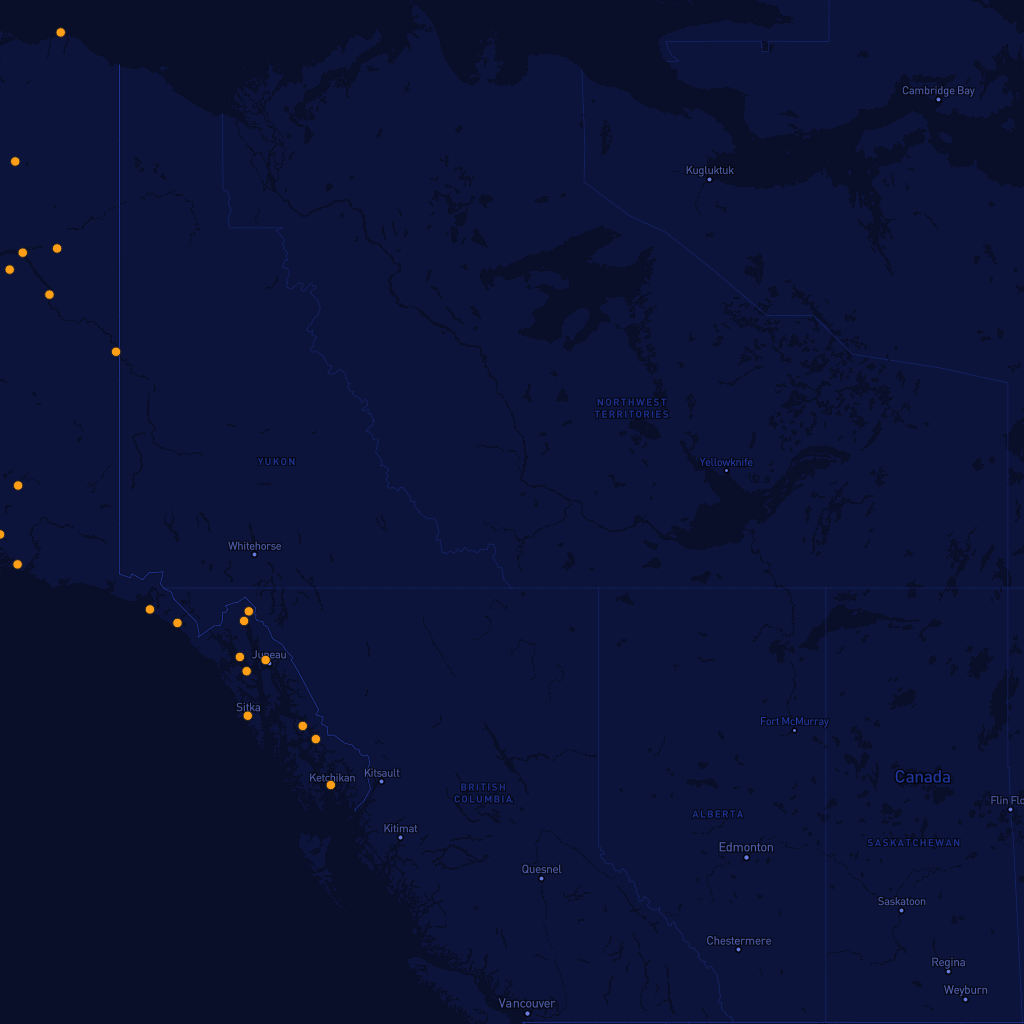 Cambridge Bay
Kugluktuk
NORTHWEST
TERRITORIES
YUKON
Yellowknife
Whitehorse
Juneau
Sitka
Fort McMurray
Kitsault
Ketchikan
Canada
BRITISH
COLUMBIA
Flin Flo
ALBERTA
Kitimat
SASKATCHEWAN
Edmonton
Quesnel
Saskatoon
Chestermere
Regina
Weyburn
Vancouver